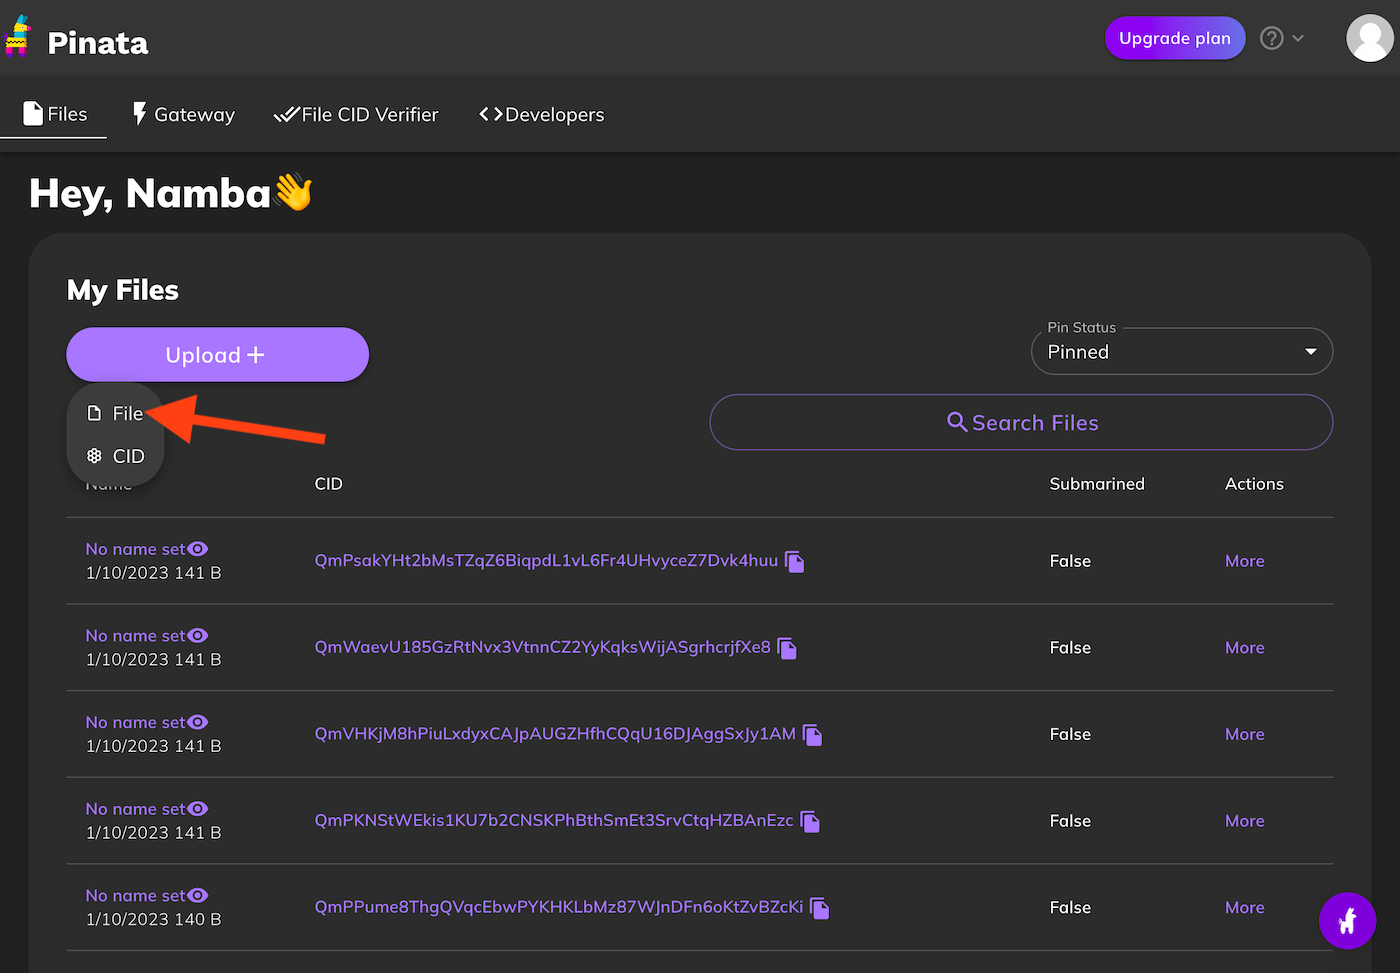 Pinata
Upgrade plan
Files
Gateway
File CID Verifier
Developers
Hey, Namba👋
My Files
Upload +
Pin Status
Pinned
File
CID
Search Files
Name
CID
Submarined
Actions
No name set
1/10/2023 141 B
QmPsakYHt2bMsTZqZ6BiqpdL1vL6Fr4UHvyceZ7Dvk4huu
False
More
No name set
1/10/2023 141 B
QmWaevU185GzRtNvx3VtnnCZ2YyKqksWijASgrhcrjfXe8
False
More
No name set
1/10/2023 141 B
QmVHKjM8hPiuLxdyxCAJpAUGZHfhCQqU16DJAggSxJy1AM
False
More
No name set
1/10/2023 141 B
QmPKNStWEkis1KU7b2CNSKPhBthSmEt3SrvCtqHZBAnEzc
False
More
No name set
1/10/2023 140 B
QmPPume8ThgQVqcEbwPYKHKLbMz87WJnDFn6oKtZvBZcKi
False
More